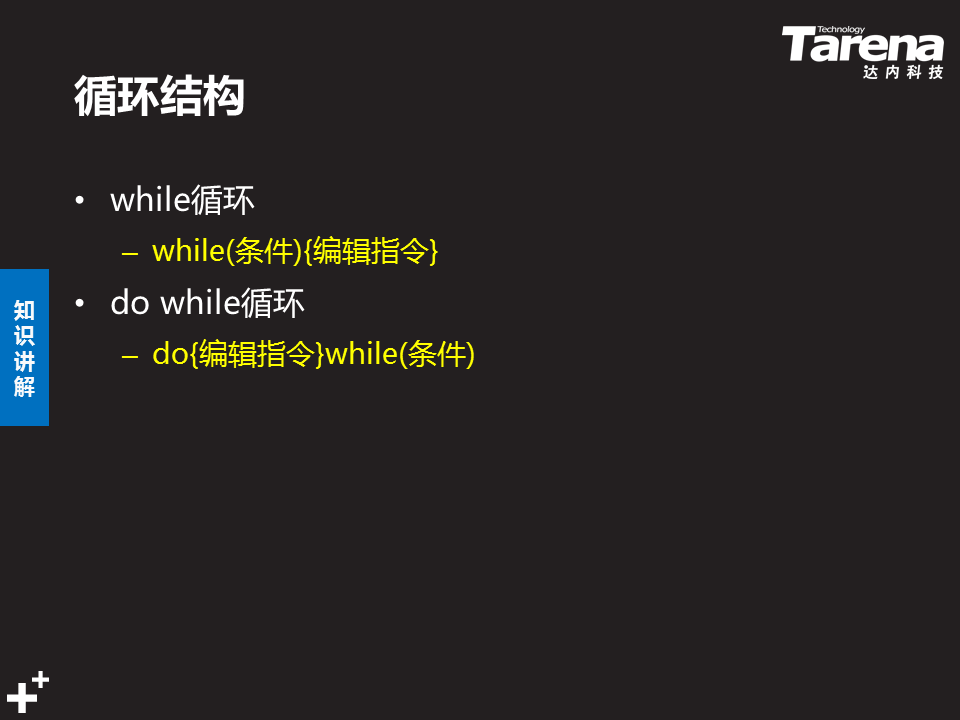 Technology
Tarena
达内科技
循环结构
• while循环
– while(条件){编辑指令}
• do while循环
– do{编辑指令}while(条件)
知识讲解